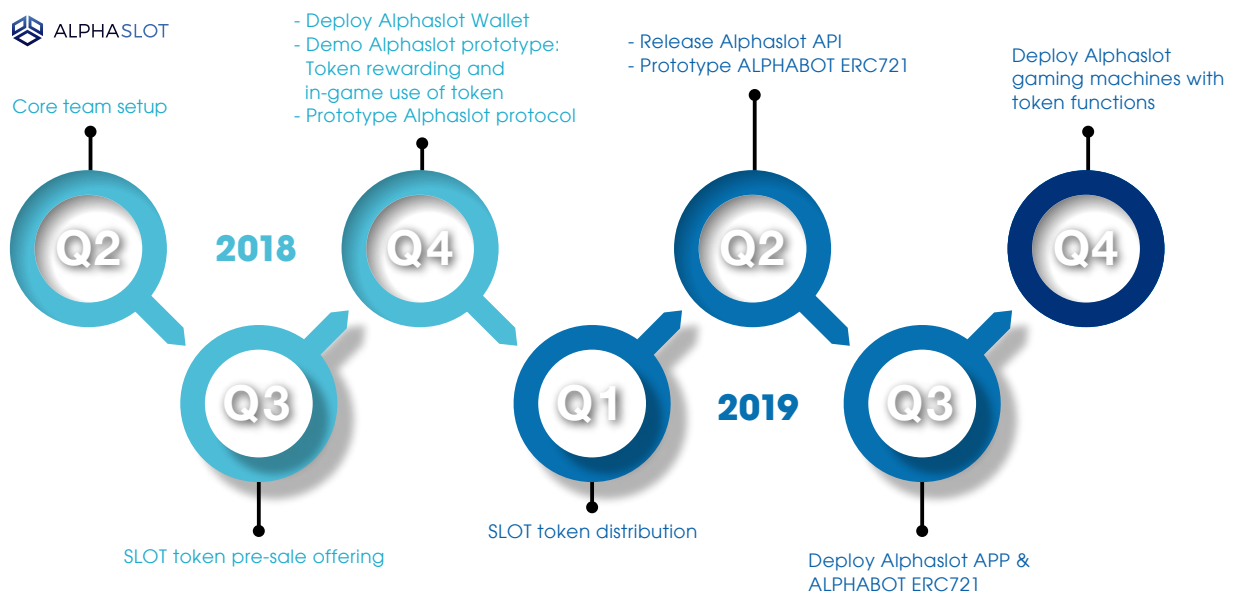 ALPHASLOT
Core team setup
Q2
2018
Q3
SLOT token pre-sale offering
- Deploy Alphaslot Wallet
- Demo Alphaslot prototype:
Token rewarding and
in-game use of token
- Prototype Alphaslot protocol
Q4
Q1
SLOT token distribution
- Release Alphaslot API
- Prototype ALPHABOT ERC721
Q2
2019
Q3
Deploy Alphaslot APP &
ALPHABOT ERC721
Deploy Alphaslot
gaming machines with
token functions
Q4